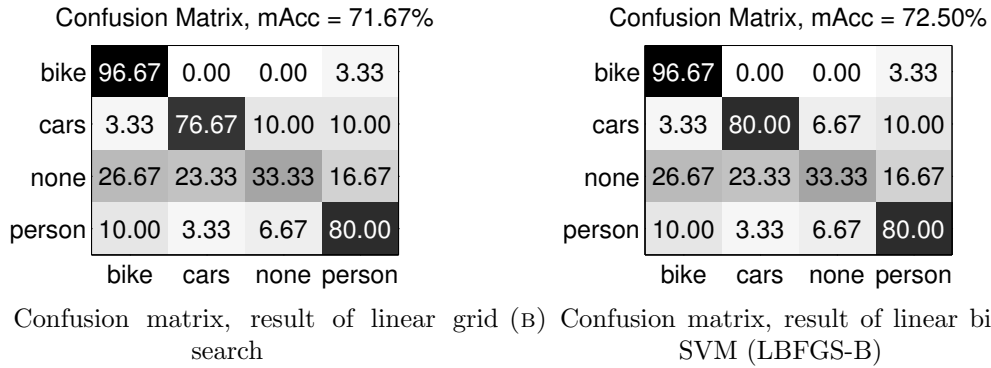 Confusion Matrix, mAcc = 71.67%
bike 96.67 0.00 0.00 3.33
cars 3.33 76.67 10.00 10.00
none 26.67 23.33 33.33 16.67
person 10.00 3.33 6.67 80.00
bike cars none person
Confusion matrix, result of linear grid
search
Confusion Matrix, mAcc = 72.50%
bike 96.67 0.00 0.00 3.33
cars 3.33 80.00 6.67 10.00
none 26.67 23.33 33.33 16.67
person 10.00 3.33 6.67 80.00
bike cars none person
(B) Confusion matrix, result of linear bi
SVM (LBFGS-B)